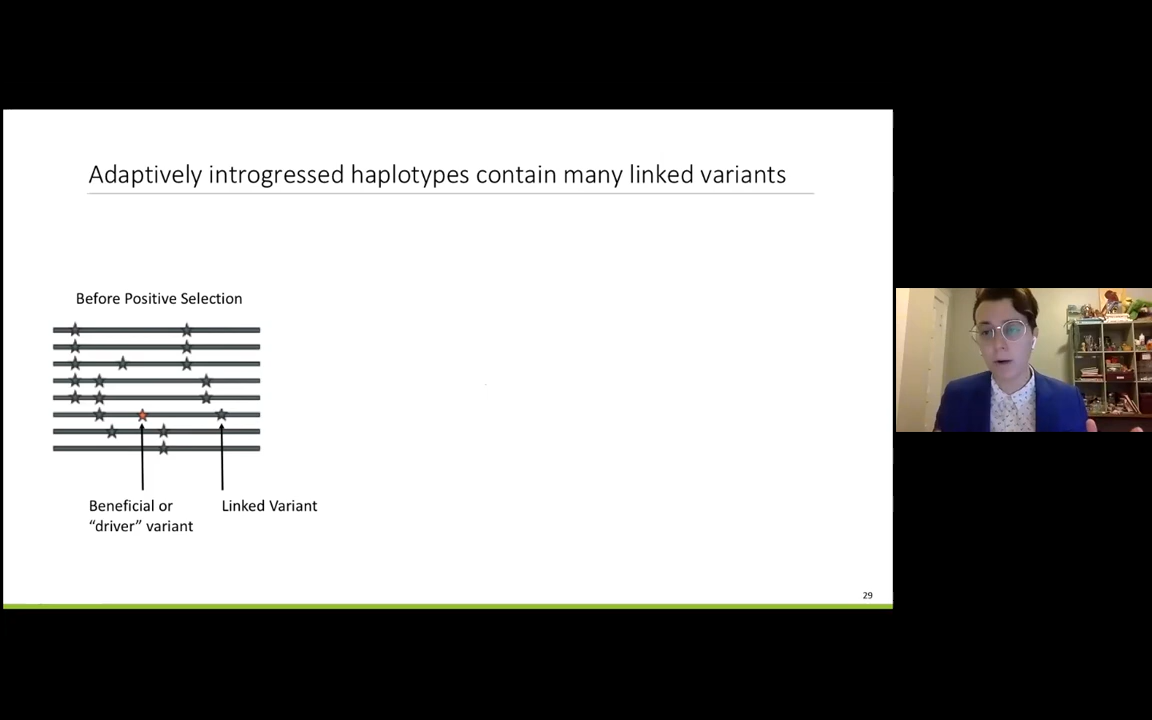 Adaptively introgressed haplotypes contain many linked variants
Before Positive Selection
Beneficial or
“driver” variant
Linked Variant
29